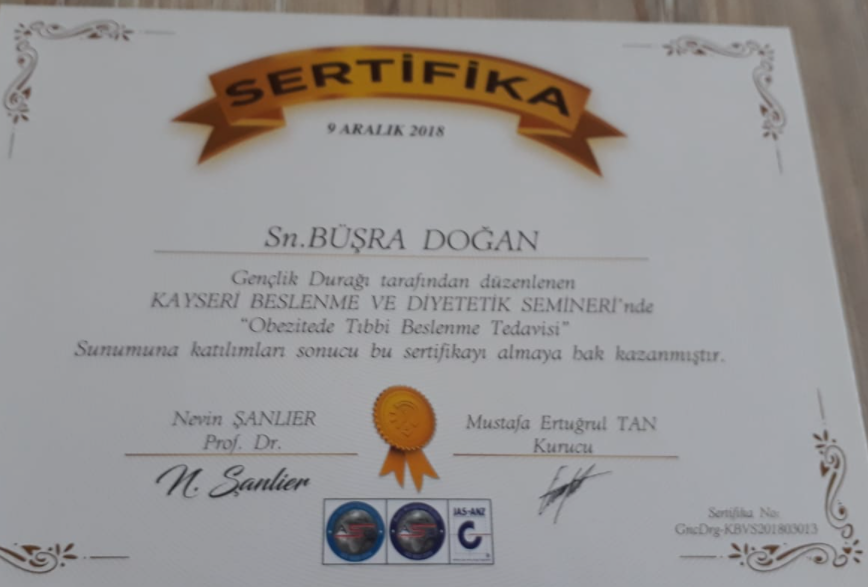 SERTİFİKA
9 ARALIK 2018
Sn.BÜŞRA DOĞAN
Gençlik Durağı tarafından düzenlenen
KAYSERİ BESLENME VE DİYETETİK SEMİNERİ'nde
"Obezitede Tıbbi Beslenme Tedavisi"
Sunumuna katılımları sonucu bu sertifikayı almaya hak kazanmıştır.
Nevin ŞANLIER
Prof. Dr.
N. Şanlier
Mustafa Ertuğrul TAN
Kurucu
JAS-ANZ
Sertifika No:
GncDrg-KBVS201803013